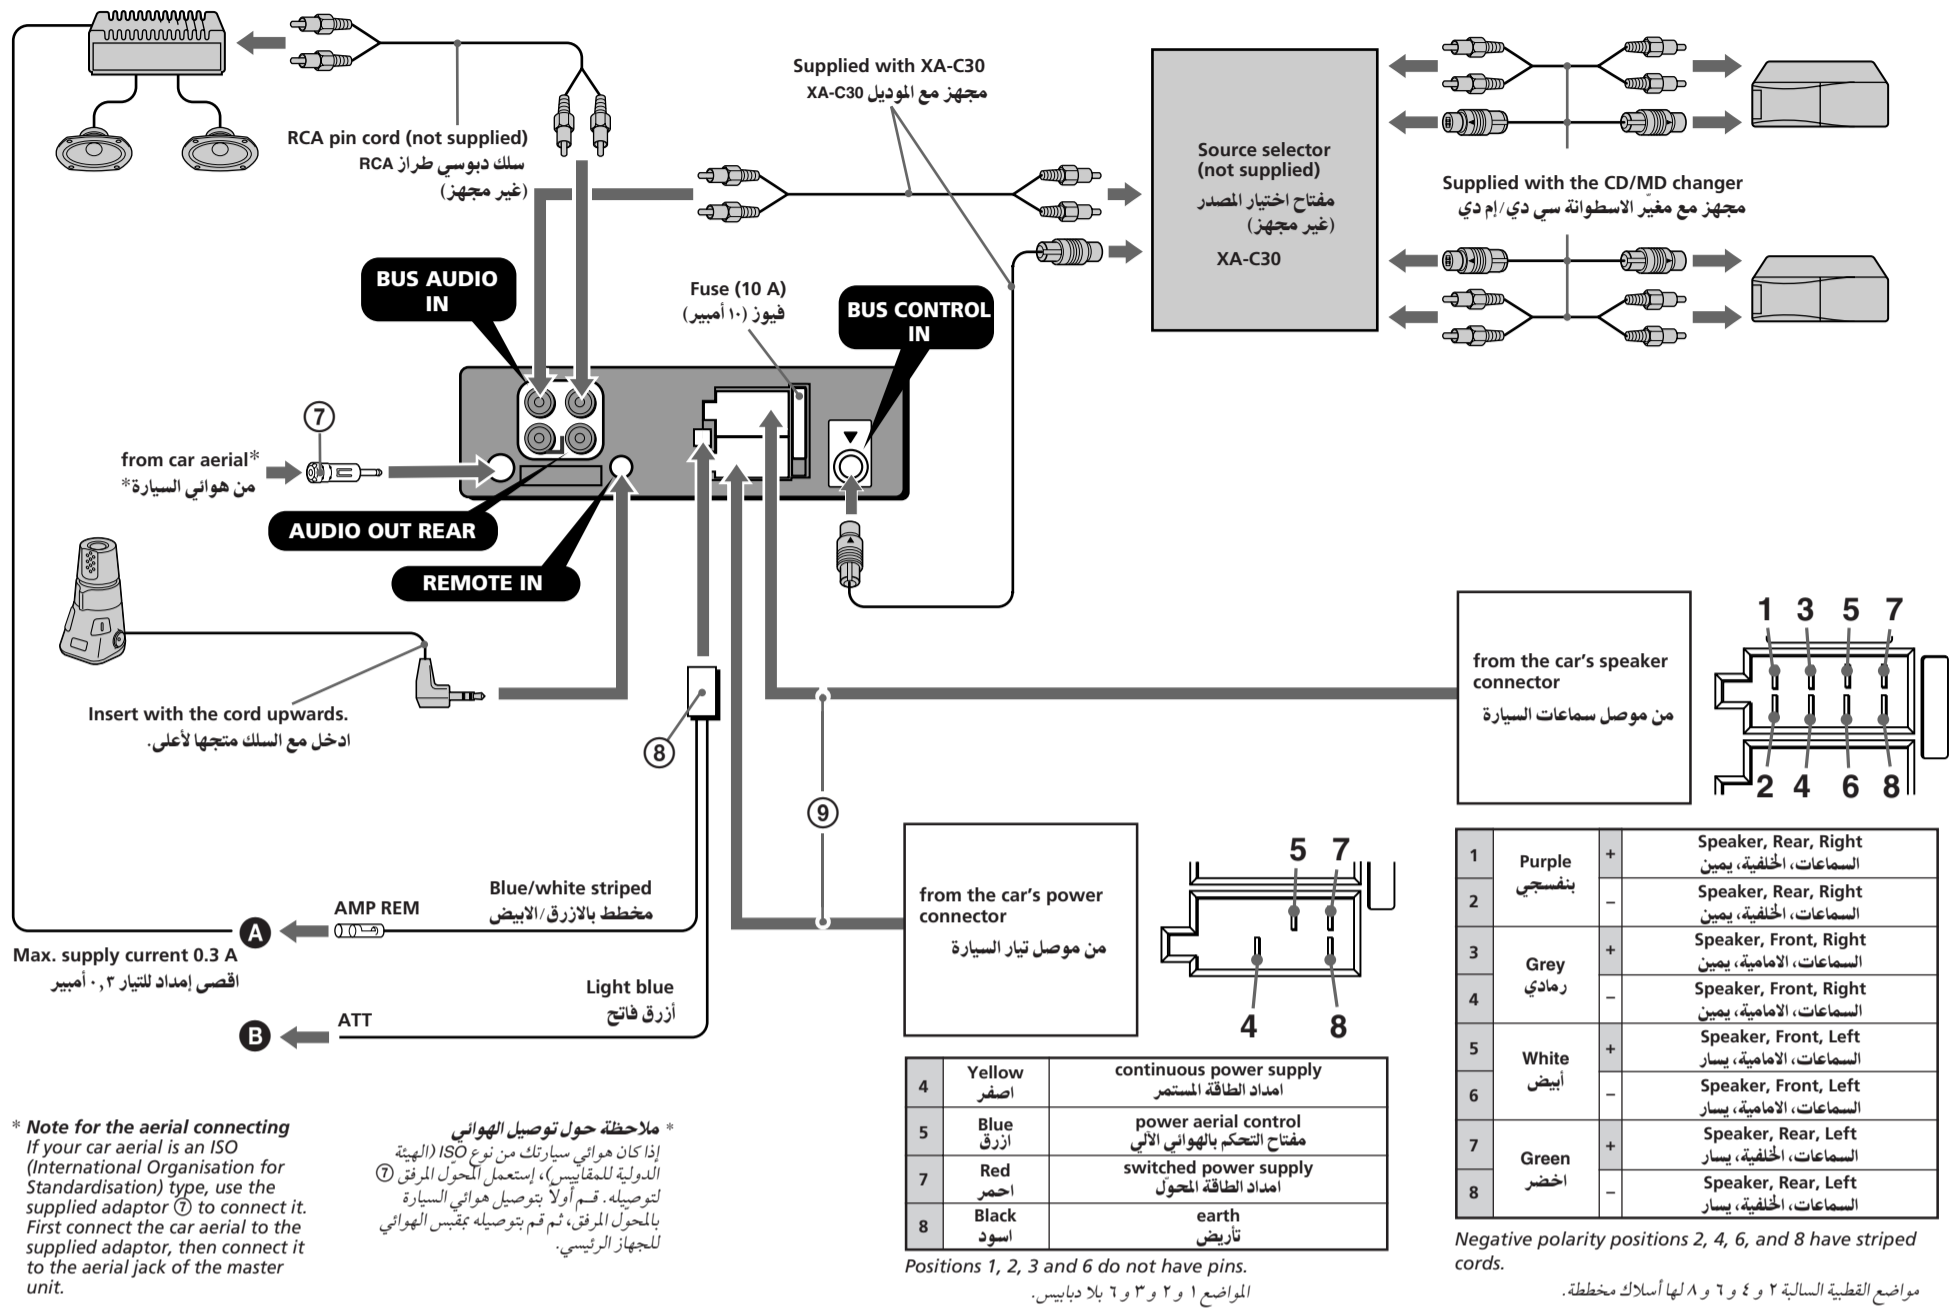 RCA pin cord (not supplied)
سلك دبوسي طراز RCA
(غير مجهز)
Supplied with XA-C30
مجهز مع الموديل XA-C30
Source selector
(not supplied)
مفتاح اختيار المصدر
(غير مجهز)
XA-C30
Supplied with the CD/MD changer
مجهز مع مغيّر الاسطوانة سي دي/إم دي
BUS AUDIO
IN
Fuse (10 A)
فيوز (١٠ أمبير)
BUS CONTROL
IN
7
from car aerial*
من هوائي السيارة*
AUDIO OUT REAR
REMOTE IN
Insert with the cord upwards.
ادخل مع السلك متجها لأعلى.
8
9
from the car's speaker
connector
من موصل سماعات السيارة
1 3 5 7
2 4 6 8
from the car's power
connector
من موصل تيار السيارة
5 7
4 8
Blue/white striped
مخطط بالازرق/الابيض
AMP REM
A
Max. supply current 0.3 A
اقصى إمداد للتيار ٠,٣ أمبير
Light blue
أزرق فاتح
ATT
B
4 Yellow continuous power supply
اصفر امداد الطاقة المستمر
5 Blue power aerial control
ازرق مفتاح التحكم بالهوائي الآلي
7 Red switched power supply
احمر امداد الطاقة المحوّل
8 Black earth
اسود تأريض
Positions 1, 2, 3 and 6 do not have pins.
المواضع ١ و ٢ و ٣ و ٦ بلا دبابيس.
1 Purple + Speaker, Rear, Right
بنفسجي السماعات، الخلفية، يمين
2 – Speaker, Rear, Right
السماعات، الخلفية، يمين
3 Grey + Speaker, Front, Right
رمادي السماعات، الامامية، يمين
4 – Speaker, Front, Right
السماعات، الامامية، يمين
5 White + Speaker, Front, Left
أبيض السماعات، الامامية، يسار
6 – Speaker, Front, Left
السماعات، الامامية، يسار
7 Green + Speaker, Rear, Left
اخضر السماعات، الخلفية، يسار
8 – Speaker, Rear, Left
السماعات، الخلفية، يسار
Negative polarity positions 2, 4, 6, and 8 have striped
cords.
مواضع القطبية السالبة ٢ و ٤ و ٦ و ٨ لها أسلاك مخططة.
* Note for the aerial connecting
If your car aerial is an ISO
(International Organisation for
Standardisation) type, use the
supplied adaptor 7 to connect it.
First connect the car aerial to the
supplied adaptor, then connect it
to the aerial jack of the master
unit.
* ملاحظة حول توصيل الهوائي
إذا كان هوائي سيارتك من نوع ISO (الهيئة
الدولية للمقاييس)، إستعمل المحوّل المرفق 7
لتوصيله. قم أولاً بتوصيل هوائي السيارة
بالمحوّل المرفق، ثم قم بتوصيله بمقبس الهوائي
للجهاز الرئيسي.